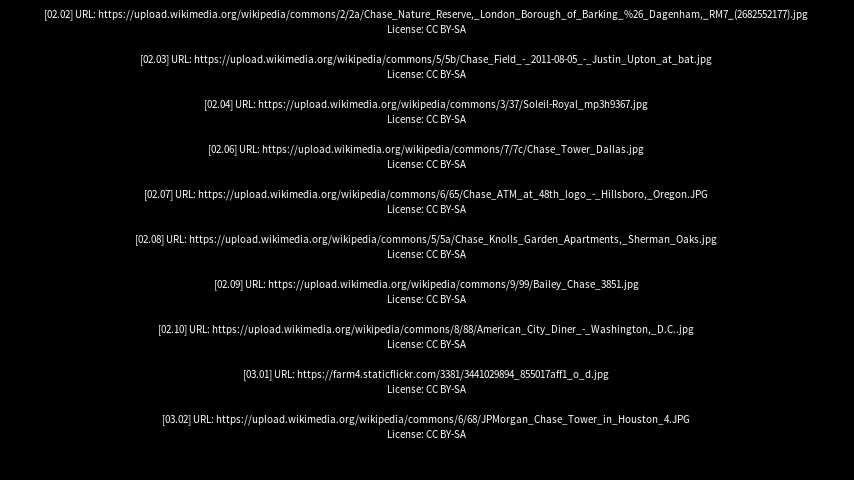 [02.02] URL: https://upload.wikimedia.org/wikipedia/commons/2/2a/Chase_Nature_Reserve,_London_Borough_of_Barking_%26_Dagenham,_RM7_(2682552177).jpg
License: CC BY-SA
[02.03] URL: https://upload.wikimedia.org/wikipedia/commons/5/5b/Chase_Field_-_2011-08-05_-_Justin_Upton_at_bat.jpg
License: CC BY-SA
[02.04] URL: https://upload.wikimedia.org/wikipedia/commons/3/37/Soleil-Royal_mp3h9367.jpg
License: CC BY-SA
[02.06] URL: https://upload.wikimedia.org/wikipedia/commons/7/7c/Chase_Tower_Dallas.jpg
License: CC BY-SA
[02.07] URL: https://upload.wikimedia.org/wikipedia/commons/6/65/Chase_ATM_at_48th_logo_-_Hillsboro,_Oregon.JPG
License: CC BY-SA
[02.08] URL: https://upload.wikimedia.org/wikipedia/commons/5/5a/Chase_Knolls_Garden_Apartments,_Sherman_Oaks.jpg
License: CC BY-SA
[02.09] URL: https://upload.wikimedia.org/wikipedia/commons/9/99/Bailey_Chase_3851.jpg
License: CC BY-SA
[02.10] URL: https://upload.wikimedia.org/wikipedia/commons/8/88/American_City_Diner_-_Washington,_D.C..jpg
License: CC BY-SA
[03.01] URL: https://farm4.staticflickr.com/3381/3441029894_855017aff1_o_d.jpg
License: CC BY-SA
[03.02] URL: https://upload.wikimedia.org/wikipedia/commons/6/68/JPMorgan_Chase_Tower_in_Houston_4.JPG
License: CC BY-SA